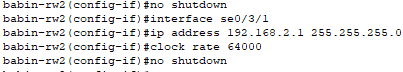 babin-rw2(config-if)#no shutdown
babin-rw2(config-if)#interface se0/3/1
babin-rw2(config-if)#ip address 192.168.2.1 255.255.255.0
babin-rw2(config-if)#clock rate 64000
babin-rw2(config-if)#no shutdown